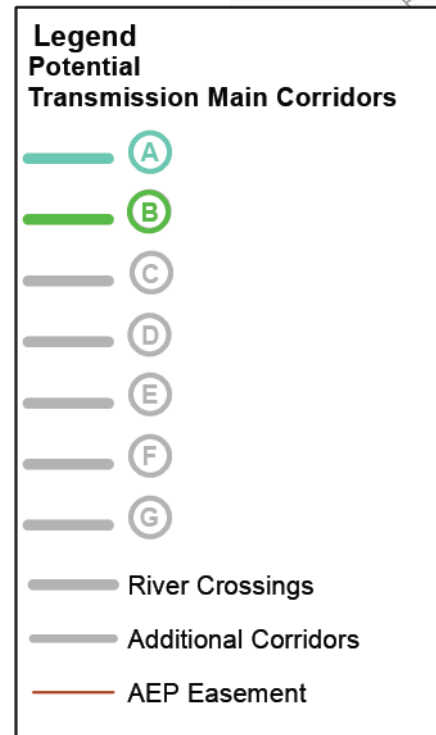 Legend
Potential
Transmission Main Corridors
A
B
C
D
E
F
G
River Crossings
Additional Corridors
AEP Easement